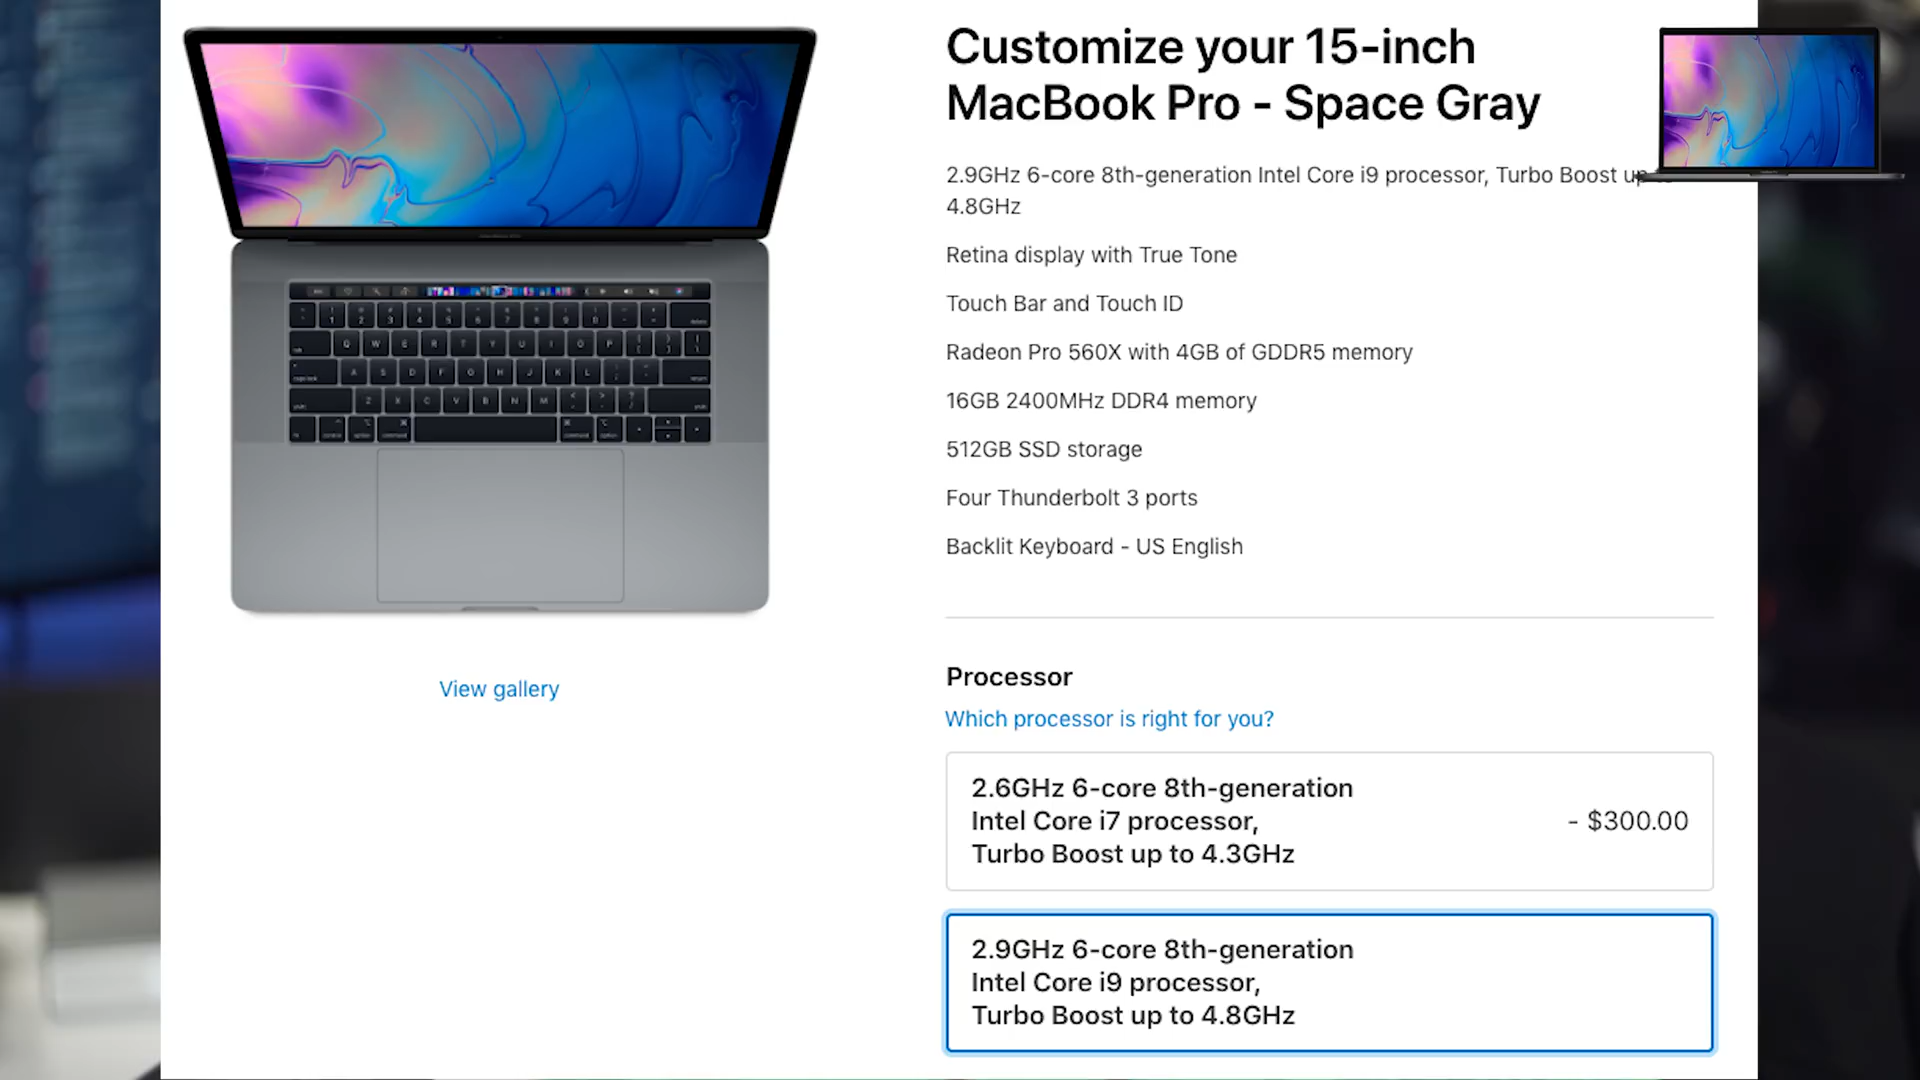 Customize your 15-inch
MacBook Pro - Space Gray
2.9GHz 6-core 8th-generation Intel Core i9 processor, Turbo Boost up
4.8GHz
Retina display with True Tone
Touch Bar and Touch ID
Radeon Pro 560X with 4GB of GDDR5 memory
16GB 2400MHz DDR4 memory
512GB SSD storage
Four Thunderbolt 3 ports
Backlit Keyboard - US English
View gallery
Processor
Which processor is right for you?
2.6GHz 6-core 8th-generation
Intel Core i7 processor,
Turbo Boost up to 4.3GHz
- $300.00
2.9GHz 6-core 8th-generation
Intel Core i9 processor,
Turbo Boost up to 4.8GHz